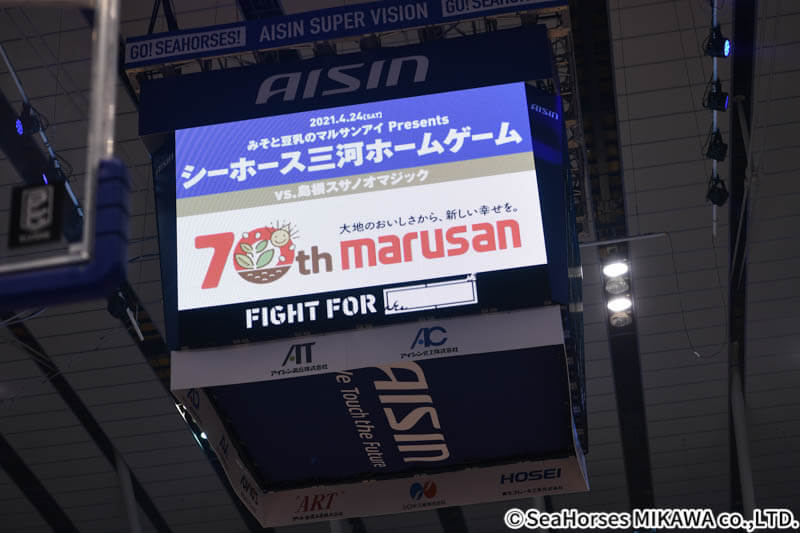 GO! SEAHORSES!
AISIN SUPER VISION
GO! SEAHORSES
AISIN
AISIN
2021.4.24[SAT]
みそと豆乳のマルサンアイ Presents
シーホース三河ホームゲーム
vs.島根スサノオマジック
大地のおいしさから、新しい幸せを。
70th marusan
FIGHT FOR
AT
アイシン高丘株式会社
AC
アイシン化工株式会社
AISIN
We Touch the Future
ART
HOSEI
©SeaHorses MIKAWA co.,LTD.